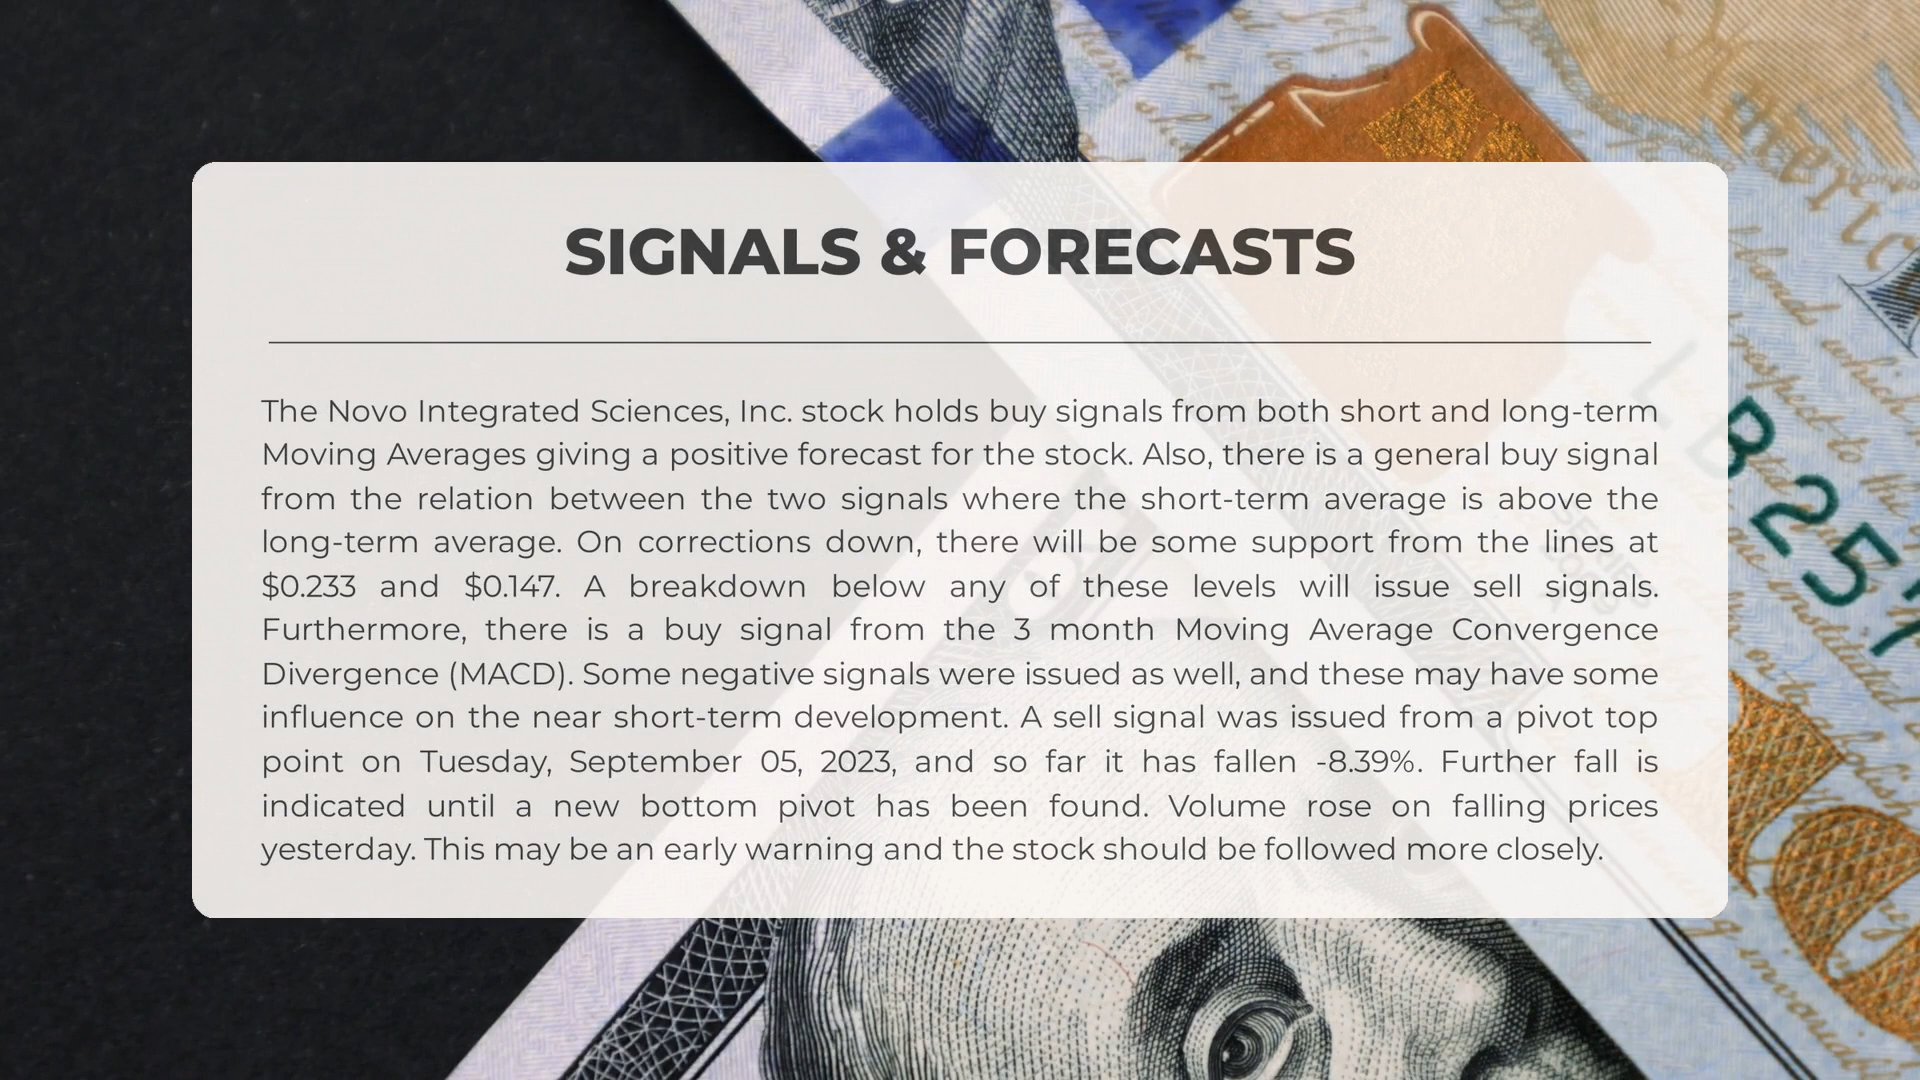 SIGNALS & FORECASTS
The Novo Integrated Sciences, Inc. stock holds buy signals from both short and long-term
Moving Averages giving a positive forecast for the stock. Also, there is a general buy signal
from the relation between the two signals where the short-term average is above the
long-term average. On corrections down, there will be some support from the lines at
$0.233 and $0.147. A breakdown below any of these levels will issue sell signals.
Furthermore, there is a buy signal from the 3 month Moving Average Convergence
Divergence (MACD). Some negative signals were issued as well, and these may have some
influence on the near short-term development. A sell signal was issued from a pivot top
point on Tuesday, September 05, 2023, and so far it has fallen -8.39%. Further fall is
indicated until a new bottom pivot has been found. Volume rose on falling prices
yesterday. This may be an early warning and the stock should be followed more closely.